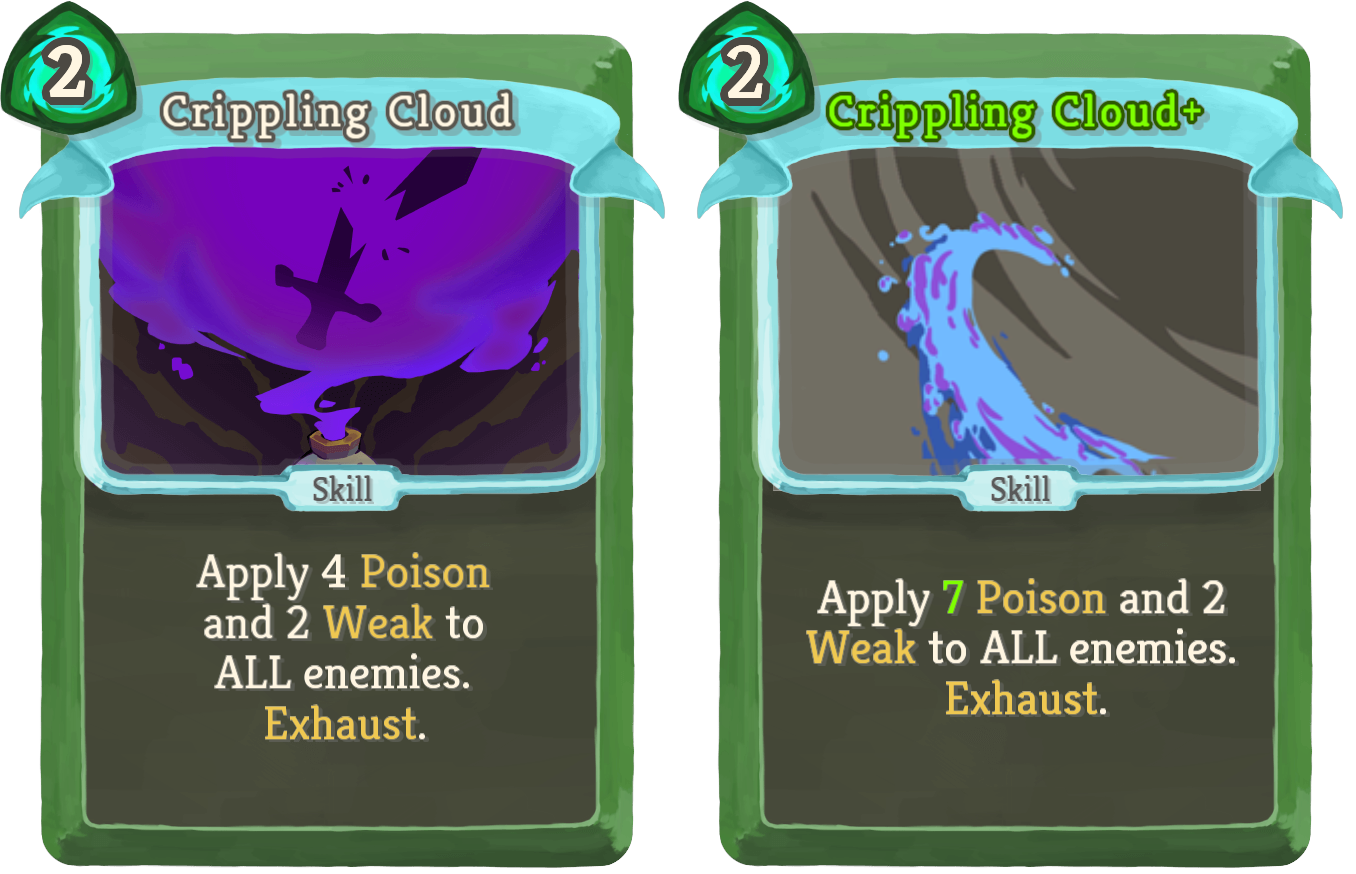 2
Crippling Cloud
Skill
Apply 4 Poison
and 2 Weak to
ALL enemies.
Exhaust.
2
Crippling Cloud+
Skill
Apply 7 Poison and 2
Weak to ALL enemies.
Exhaust.